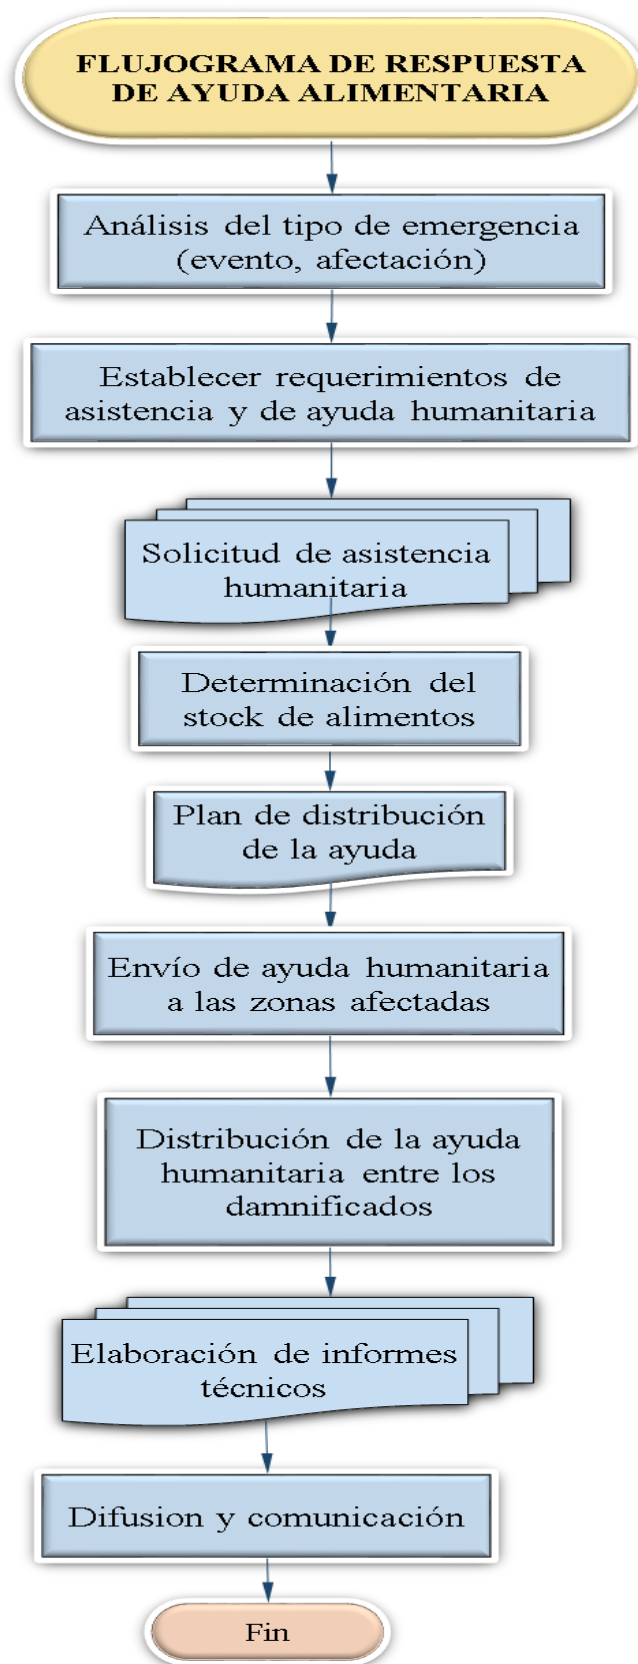 FLUJOGRAMA DE RESPUESTA
DE AYUDA ALIMENTARIA
Análisis del tipo de emergencia
(evento, afectación)
Establecer requerimientos de
asistencia y de ayuda humanitaria
Solicitud de asistencia
humanitaria
Determinación del
stock de alimentos
Plan de distribución
de la ayuda
Envío de ayuda humanitaria
a las zonas afectadas
Distribución de la ayuda
humanitaria entre los
damnificados
Elaboración de informes
técnicos
Difusion y comunicación
Fin